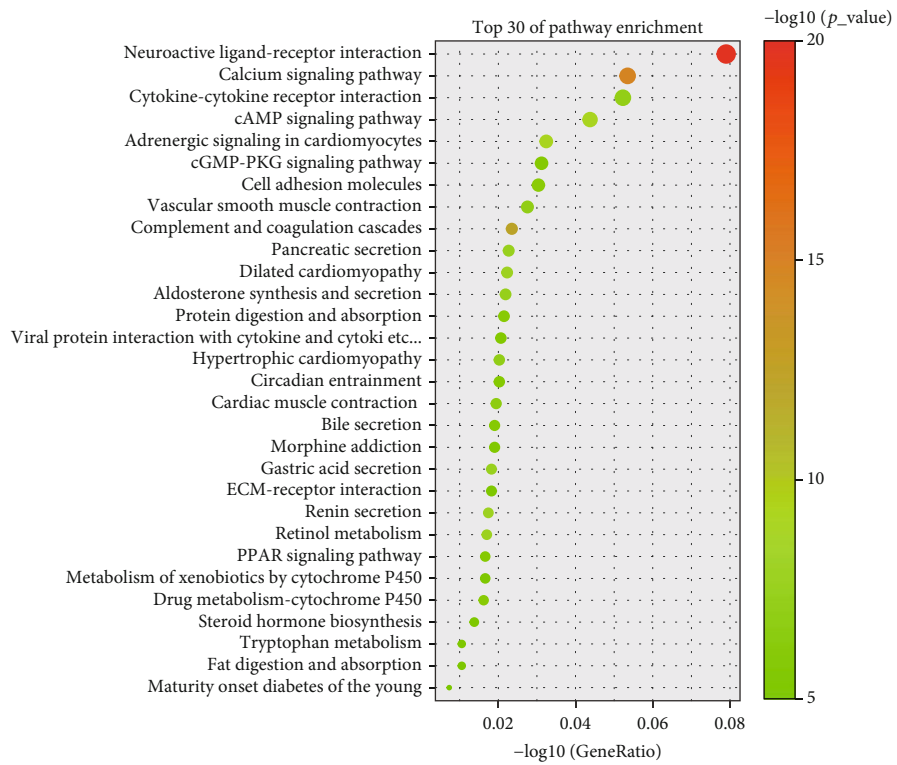 −log10 (p_value)
Top 30 of pathway enrichment
20
15
10
5
Neuroactive ligand-receptor interaction
Calcium signaling pathway
Cytokine-cytokine receptor interaction
cAMP signaling pathway
Adrenergic signaling in cardiomyocytes
cGMP-PKG signaling pathway
Cell adhesion molecules
Vascular smooth muscle contraction
Complement and coagulation cascades
Pancreatic secretion
Dilated cardiomyopathy
Aldosterone synthesis and secretion
Protein digestion and absorption
Viral protein interaction with cytokine and cytoki etc...
Hypertrophic cardiomyopathy
Circadian entrainment
Cardiac muscle contraction
Bile secretion
Morphine addiction
Gastric acid secretion
ECM-receptor interaction
Renin secretion
Retinol metabolism
PPAR signaling pathway
Metabolism of xenobiotics by cytochrome P450
Drug metabolism-cytochrome P450
Steroid hormone biosynthesis
Tryptophan metabolism
Fat digestion and absorption
Maturity onset diabetes of the young
0.02 0.04 0.06 0.08
−log10 (GeneRatio)